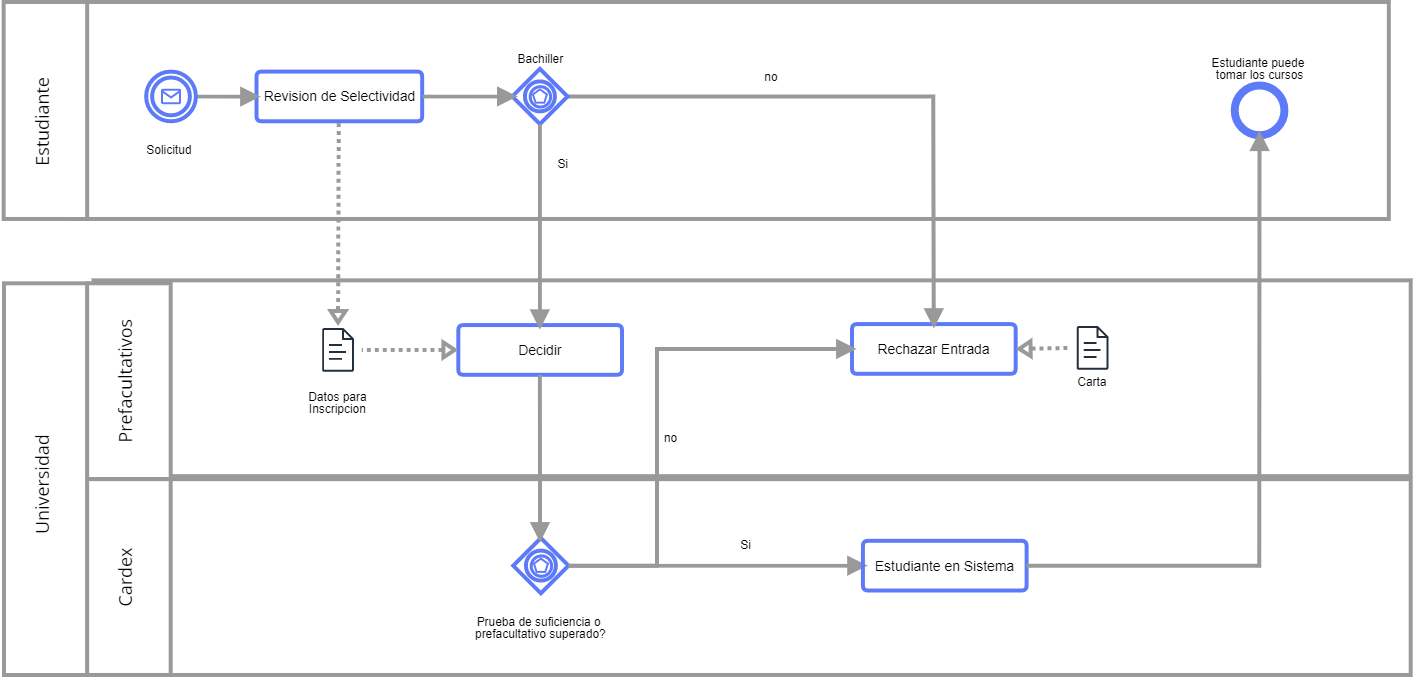 Estudiante
Solicitud
Revision de Selectividad
Bachiller
no
Si
Estudiante puede
tomar los cursos
Universidad
Prefacultativos
Datos para
Inscripcion
Decidir
Rechazar Entrada
Carta
no
Cardex
Prueba de suficiencia o
prefacultativo superado?
Si
Estudiante en Sistema